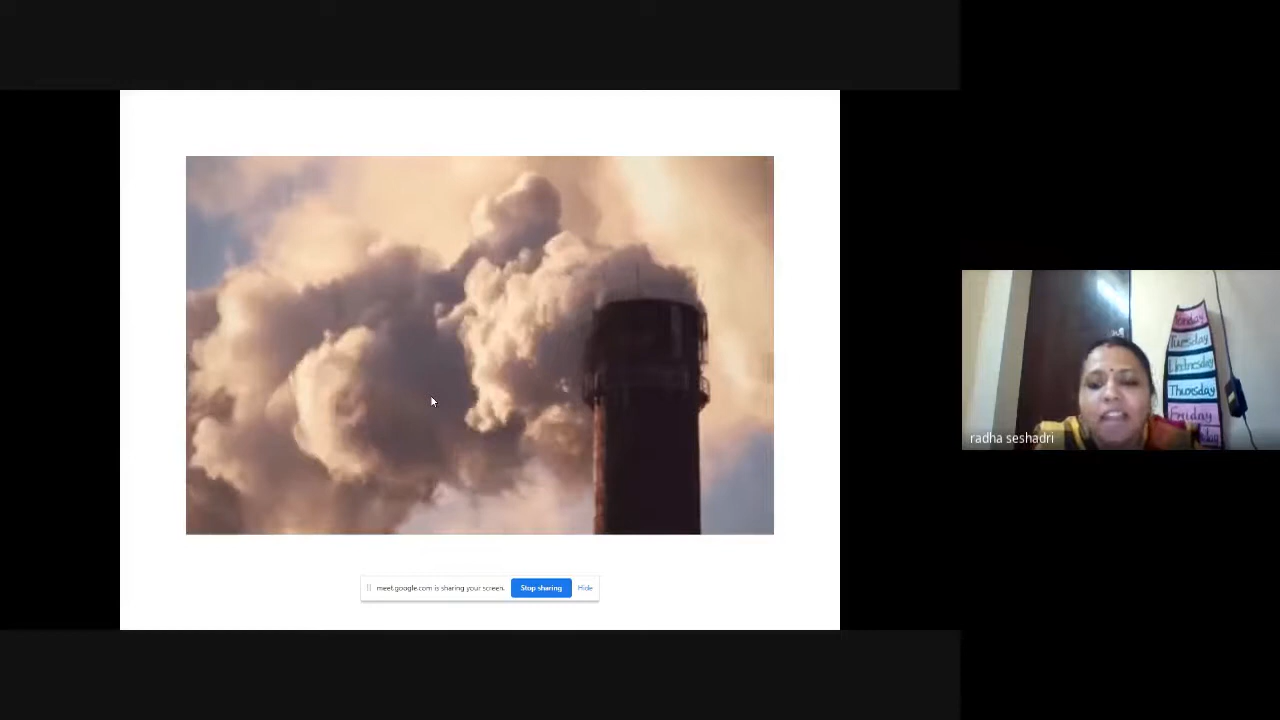 meet.google.com is sharing your screen. Stop sharing Hide
radha seshadri
Monday
Tuesday
Wednesday
Thursday
Friday